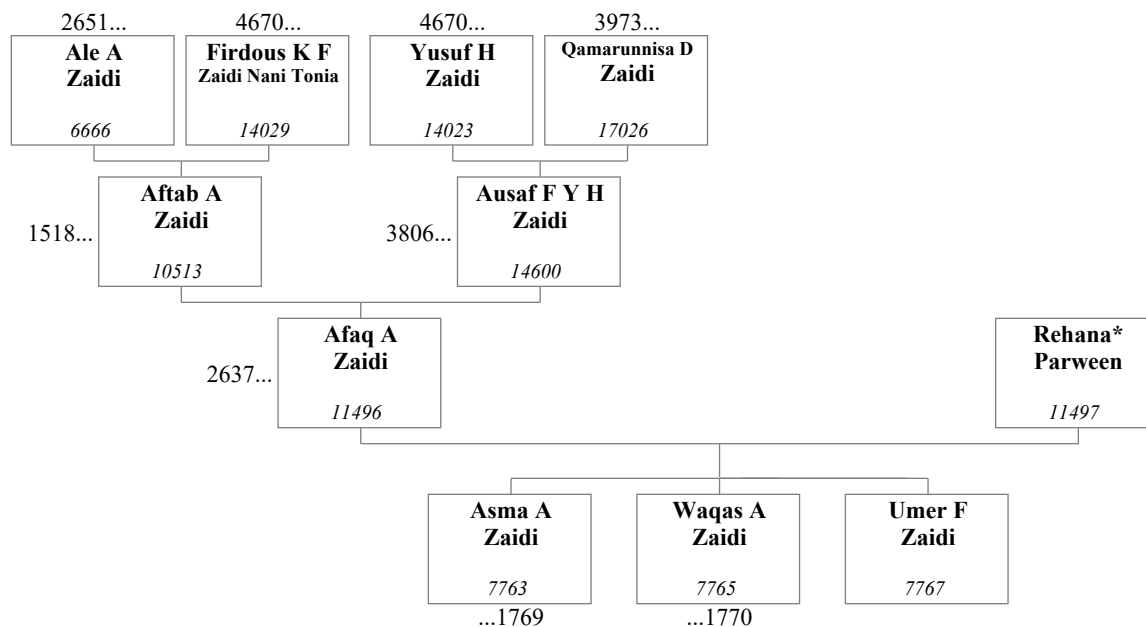 2651...
4670...
4670...
3973...
Ale A
Zaidi
6666
Firdous K F
Zaidi Nani Tonia
14029
Yusuf H
Zaidi
14023
Qamarunnisa D
Zaidi
17026
1518...
Aftab A
Zaidi
10513
3806...
Ausaf F Y H
Zaidi
14600
2637...
Afaq A
Zaidi
11496
Rehana*
Parween
11497
Asma A
Zaidi
7763
...1769
Waqas A
Zaidi
7765
...1770
Umer F
Zaidi
7767